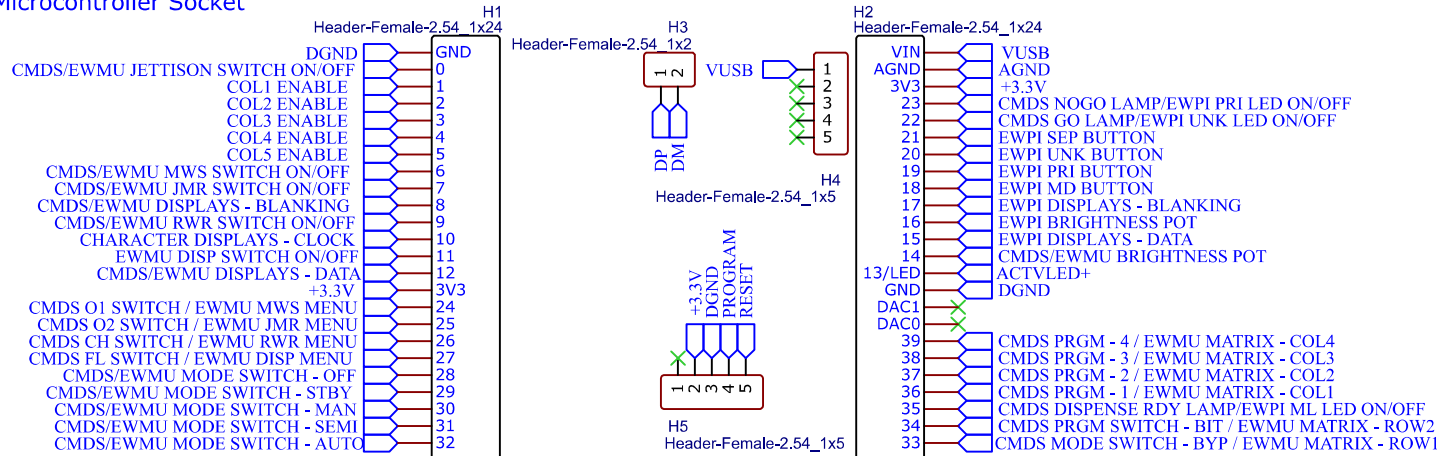 Microcontroller Socket
H1
Header-Female-2.54_1x24
DGND GND
CMDS/EWMU JETTISON SWITCH ON/OFF 0
COL1 ENABLE 1
COL2 ENABLE 2
COL3 ENABLE 3
COL4 ENABLE 4
COL5 ENABLE 5
CMDS/EWMU MWS SWITCH ON/OFF 6
CMDS/EWMU JMR SWITCH ON/OFF 7
CMDS/EWMU DISPLAYS - BLANKING 8
CMDS/EWMU RWR SWITCH ON/OFF 9
CHARACTER DISPLAYS - CLOCK 10
EWMU DISP SWITCH ON/OFF 11
CMDS/EWMU DISPLAYS - DATA 12
+3.3V 3V3
CMDS O1 SWITCH / EWMU MWS MENU 24
CMDS O2 SWITCH / EWMU JMR MENU 25
CMDS CH SWITCH / EWMU RWR MENU 26
CMDS FL SWITCH / EWMU DISP MENU 27
CMDS/EWMU MODE SWITCH - OFF 28
CMDS/EWMU MODE SWITCH - STBY 29
CMDS/EWMU MODE SWITCH - MAN 30
CMDS/EWMU MODE SWITCH - SEMI 31
CMDS/EWMU MODE SWITCH - AUTO 32
H3
Header-Female-2.54_1x2
1
2
DP
DM
VUSB 1
2
3
4
5
H4
Header-Female-2.54_1x5
+3.3V
DGND
PROGRAM
RESET
1
2
3
4
5
H5
Header-Female-2.54_1x5
H2
Header-Female-2.54_1x24
VIN VUSB
AGND AGND
3V3 +3.3V
23 CMDS NOGO LAMP/EWPI PRI LED ON/OFF
22 CMDS GO LAMP/EWPI UNK LED ON/OFF
21 EWPI SEP BUTTON
20 EWPI UNK BUTTON
19 EWPI PRI BUTTON
18 EWPI MD BUTTON
17 EWPI DISPLAYS - BLANKING
16 EWPI BRIGHTNESS POT
15 EWPI DISPLAYS - DATA
14 CMDS/EWMU BRIGHTNESS POT
13/LED ACTVLED+
GND DGND
DAC1
DAC0
39 CMDS PRGM - 4 / EWMU MATRIX - COL4
38 CMDS PRGM - 3 / EWMU MATRIX - COL3
37 CMDS PRGM - 2 / EWMU MATRIX - COL2
36 CMDS PRGM - 1 / EWMU MATRIX - COL1
35 CMDS DISPENSE RDY LAMP/EWPI ML LED ON/OFF
34 CMDS PRGM SWITCH - BIT / EWMU MATRIX - ROW2
33 CMDS MODE SWITCH - BYP / EWMU MATRIX - ROW1